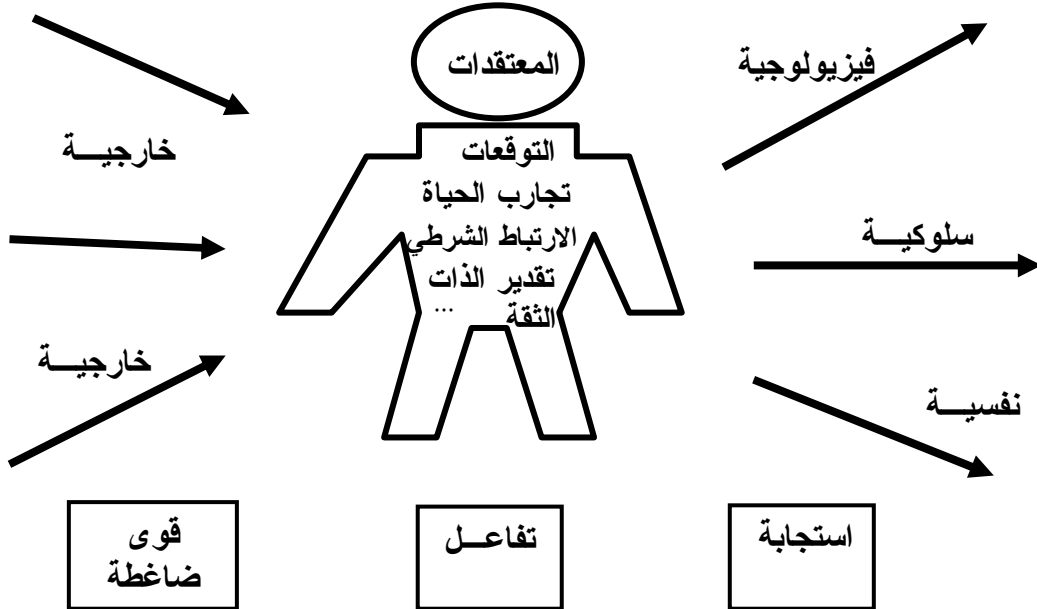 المعتقدات
فيزيولوجية
خارجيـــة
التوقعات
تجارب الحياة
الارتباط الشرطي
سلوكيـــة
تقدير الذات
الثقة ...
خارجيـــة
نفسيـــة
قوى
ضاغطة
تفاعــل
استجابة